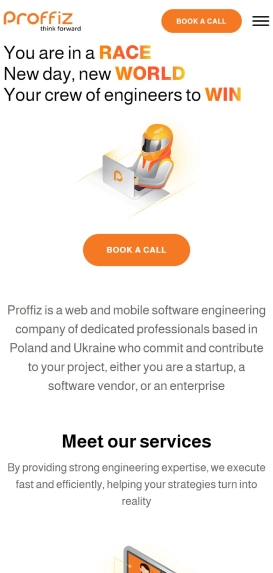 Proffiz
think forward
BOOK A CALL
You are in a RACE
New day, new WORLD
Your crew of engineers to WIN
BOOK A CALL
Proffiz is a web and mobile software engineering
company of dedicated professionals based in
Poland and Ukraine who commit and contribute
to your project, either you are a startup, a
software vendor, or an enterprise
Meet our services
By providing strong engineering expertise, we execute
fast and efficiently, helping your strategies turn into
reality